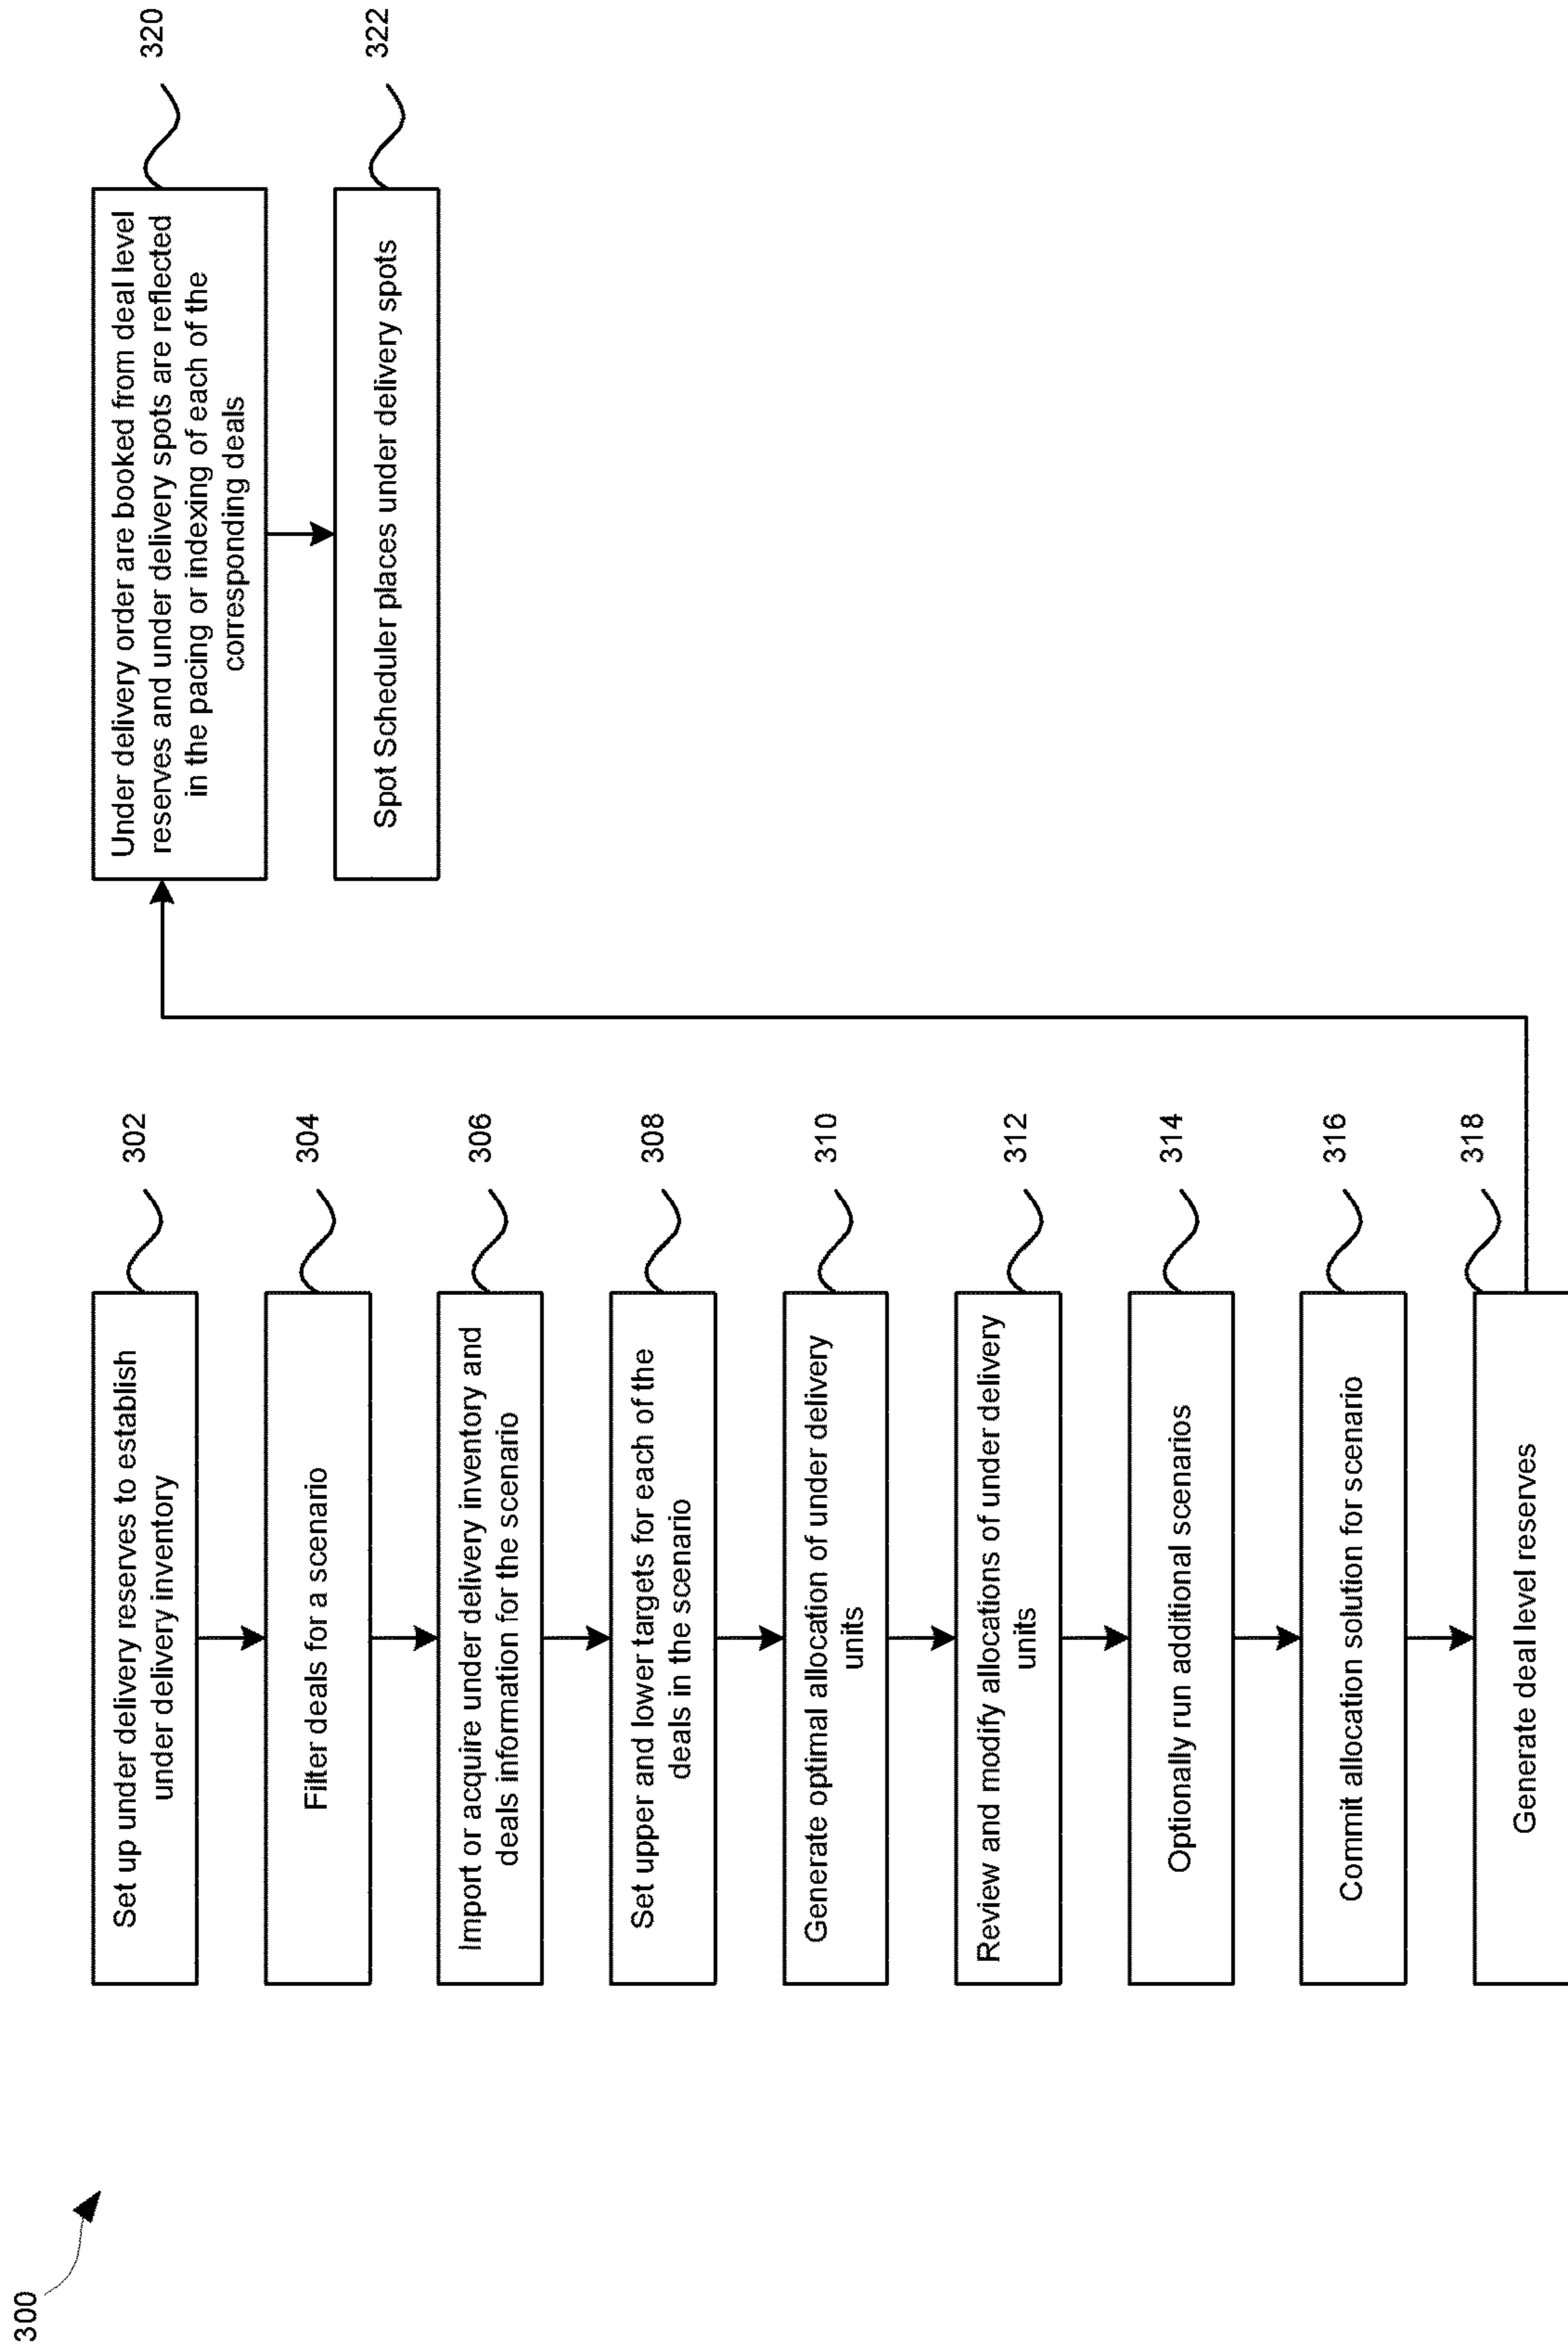 300
Set up under delivery reserves to establish
under delivery inventory
302
Filter deals for a scenario
304
Import or acquire under delivery inventory and
deals information for the scenario
306
Set upper and lower targets for each of the
deals in the scenario
308
Generate optimal allocation of under delivery
units
310
Review and modify allocations of under delivery
units
312
Optionally run additional scenarios
314
Commit allocation solution for scenario
316
Generate deal level reserves
318
Under delivery order are booked from deal level
reserves and under delivery spots are reflected
in the pacing or indexing of each of the
corresponding deals
320
Spot Scheduler places under delivery spots
322